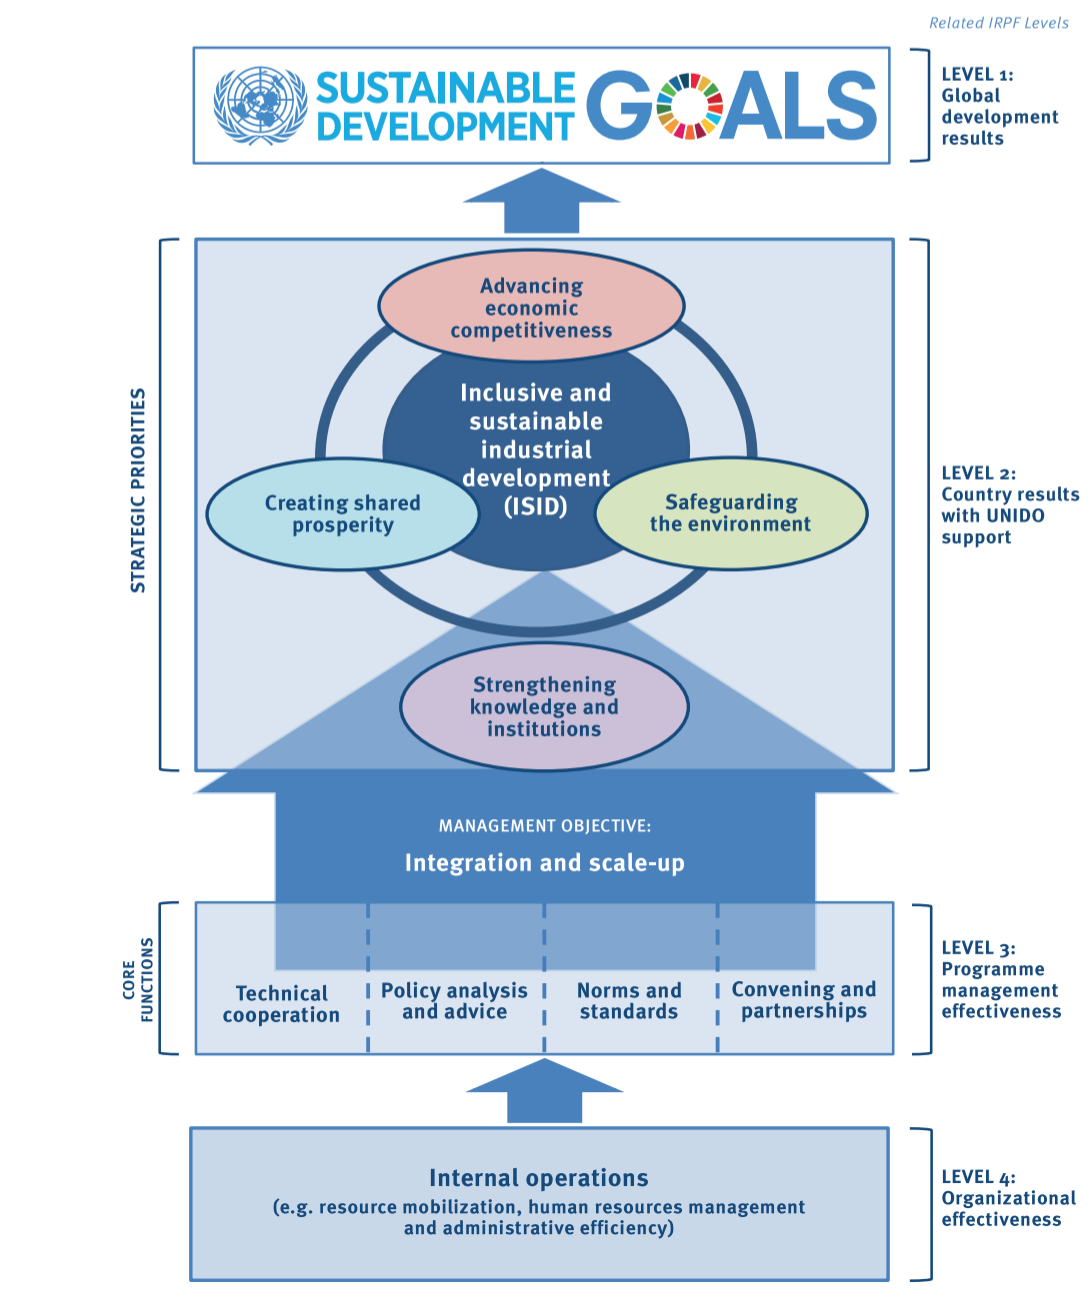 Related IRPF Levels
SUSTAINABLE
DEVELOPMENT
GOALS
LEVEL 1:
Global
development
results
STRATEGIC PRIORITIES
Advancing
economic
competitiveness
Inclusive and
sustainable
industrial
development
(ISID)
Creating shared
prosperity
Safeguarding
the environment
Strengthening
knowledge and
institutions
LEVEL 2:
Country results
with UNIDO
support
MANAGEMENT OBJECTIVE:
Integration and scale-up
CORE
FUNCTIONS
Technical
cooperation
Policy analysis
and advice
Norms and
standards
Convening and
partnerships
LEVEL 3:
Programme
management
effectiveness
Internal operations
(e.g. resource mobilization, human resources management
and administrative efficiency)
LEVEL 4:
Organizational
effectiveness